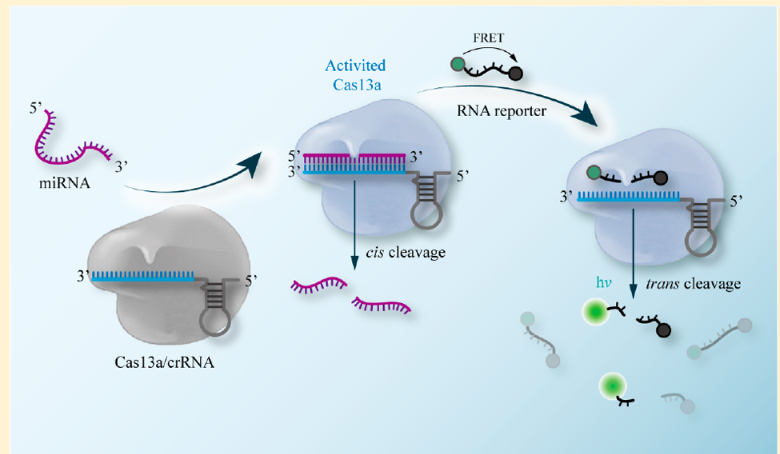 5’
3’
miRNA
3’
5’
Cas13a/crRNA
Activited
Cas13a
5’
3’
3’
5’
cis cleavage
FRET
RNA reporter
3’
5’
hν
trans cleavage